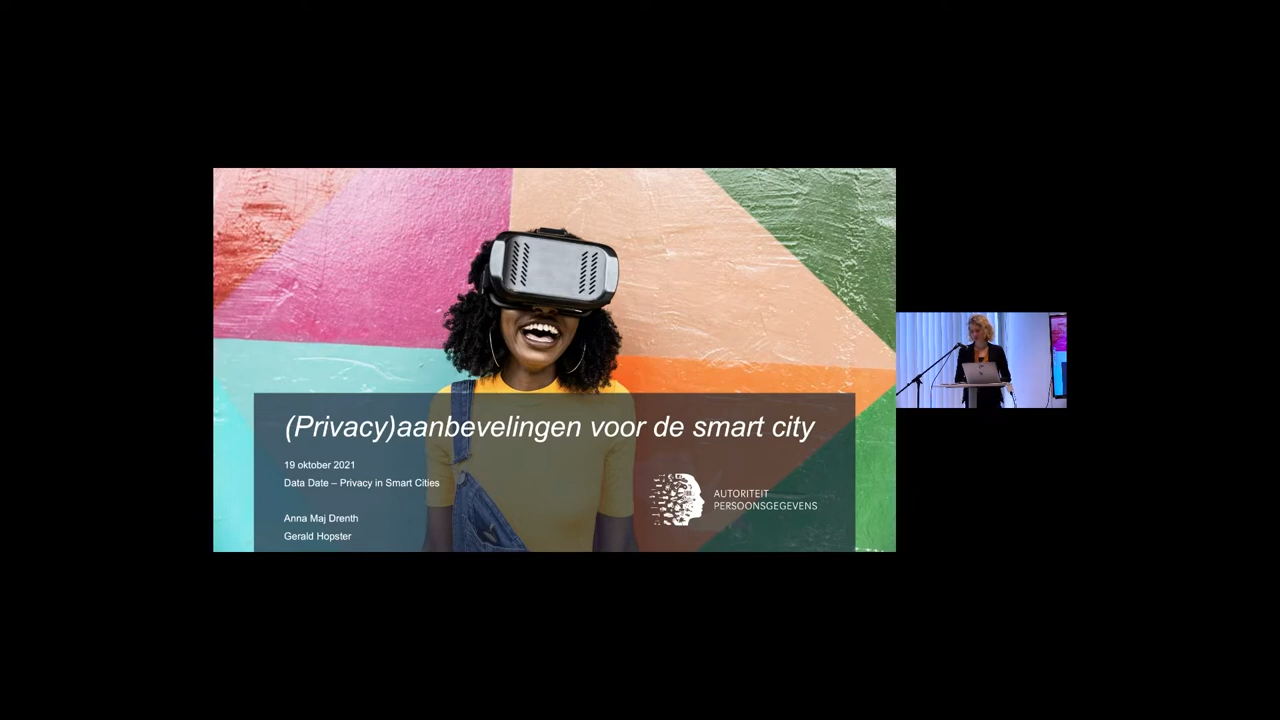 (Privacy)aanbevelingen voor de smart city
19 oktober 2021
Data Date – Privacy in Smart Cities
Anna Maj Drenth
Gerald Hopster
AUTORITEIT
PERSOONSGEGEVENS